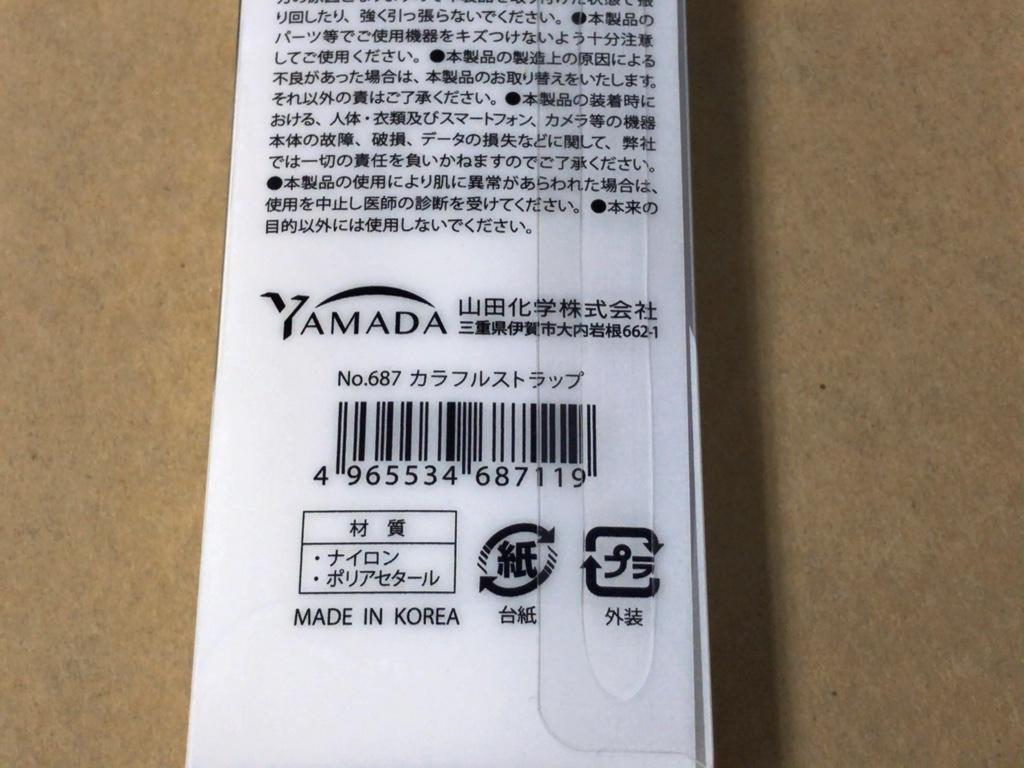 り回したり、強く引っ張らないでください。●本製品の
パーツ等でご使用機器をキズつけないよう十分注意
してご使用ください。●本製品の製造上の原因による
不良があった場合は、本製品のお取り替えをいたします。
それ以外の責はご了承ください。●本製品の装着時に
おける、人体・衣類及びスマートフォン、カメラ等の機器
本体の故障、破損、データの損失などに関して、弊社
では一切の責任を負いかねますのでご了承ください。
●本製品の使用により肌に異常があらわれた場合は、
使用を中止し医師の診断を受けてください。●本来の
目的以外には使用しないでください。
YAMADA 山田化学株式会社
三重県伊賀市大内岩根662-1
No.687 カラフルストラップ
4 965534 687119
材 質
・ナイロン
・ポリアセタール
MADE IN KOREA
紙
台紙
プラ
外装